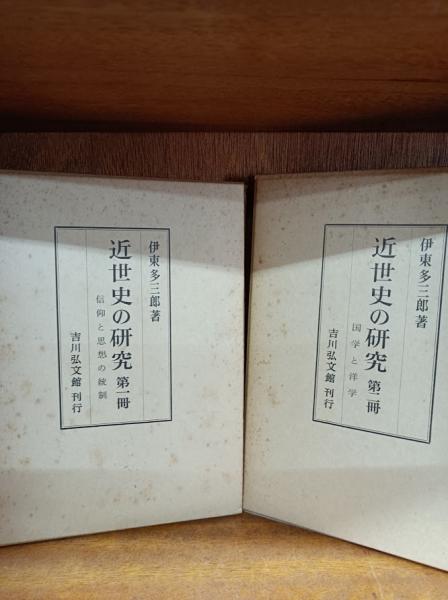 伊東多三郎著
近世史の研究 第一冊
信仰と思想の統制
吉川弘文館 刊行
伊東多三郎著
近世史の研究 第二冊
国学と洋学
吉川弘文館 刊行